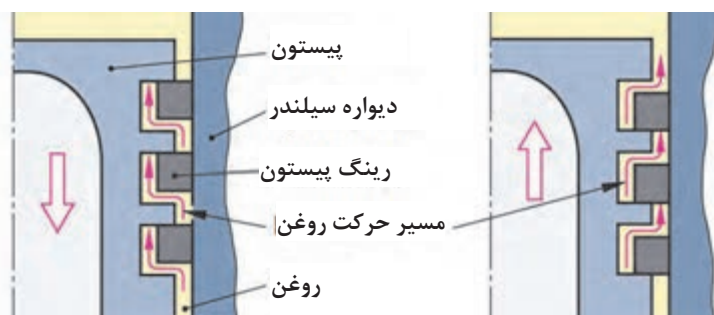 پیستون
دیواره سیلندر
رینگ پیستون
مسیر حرکت روغن
روغن